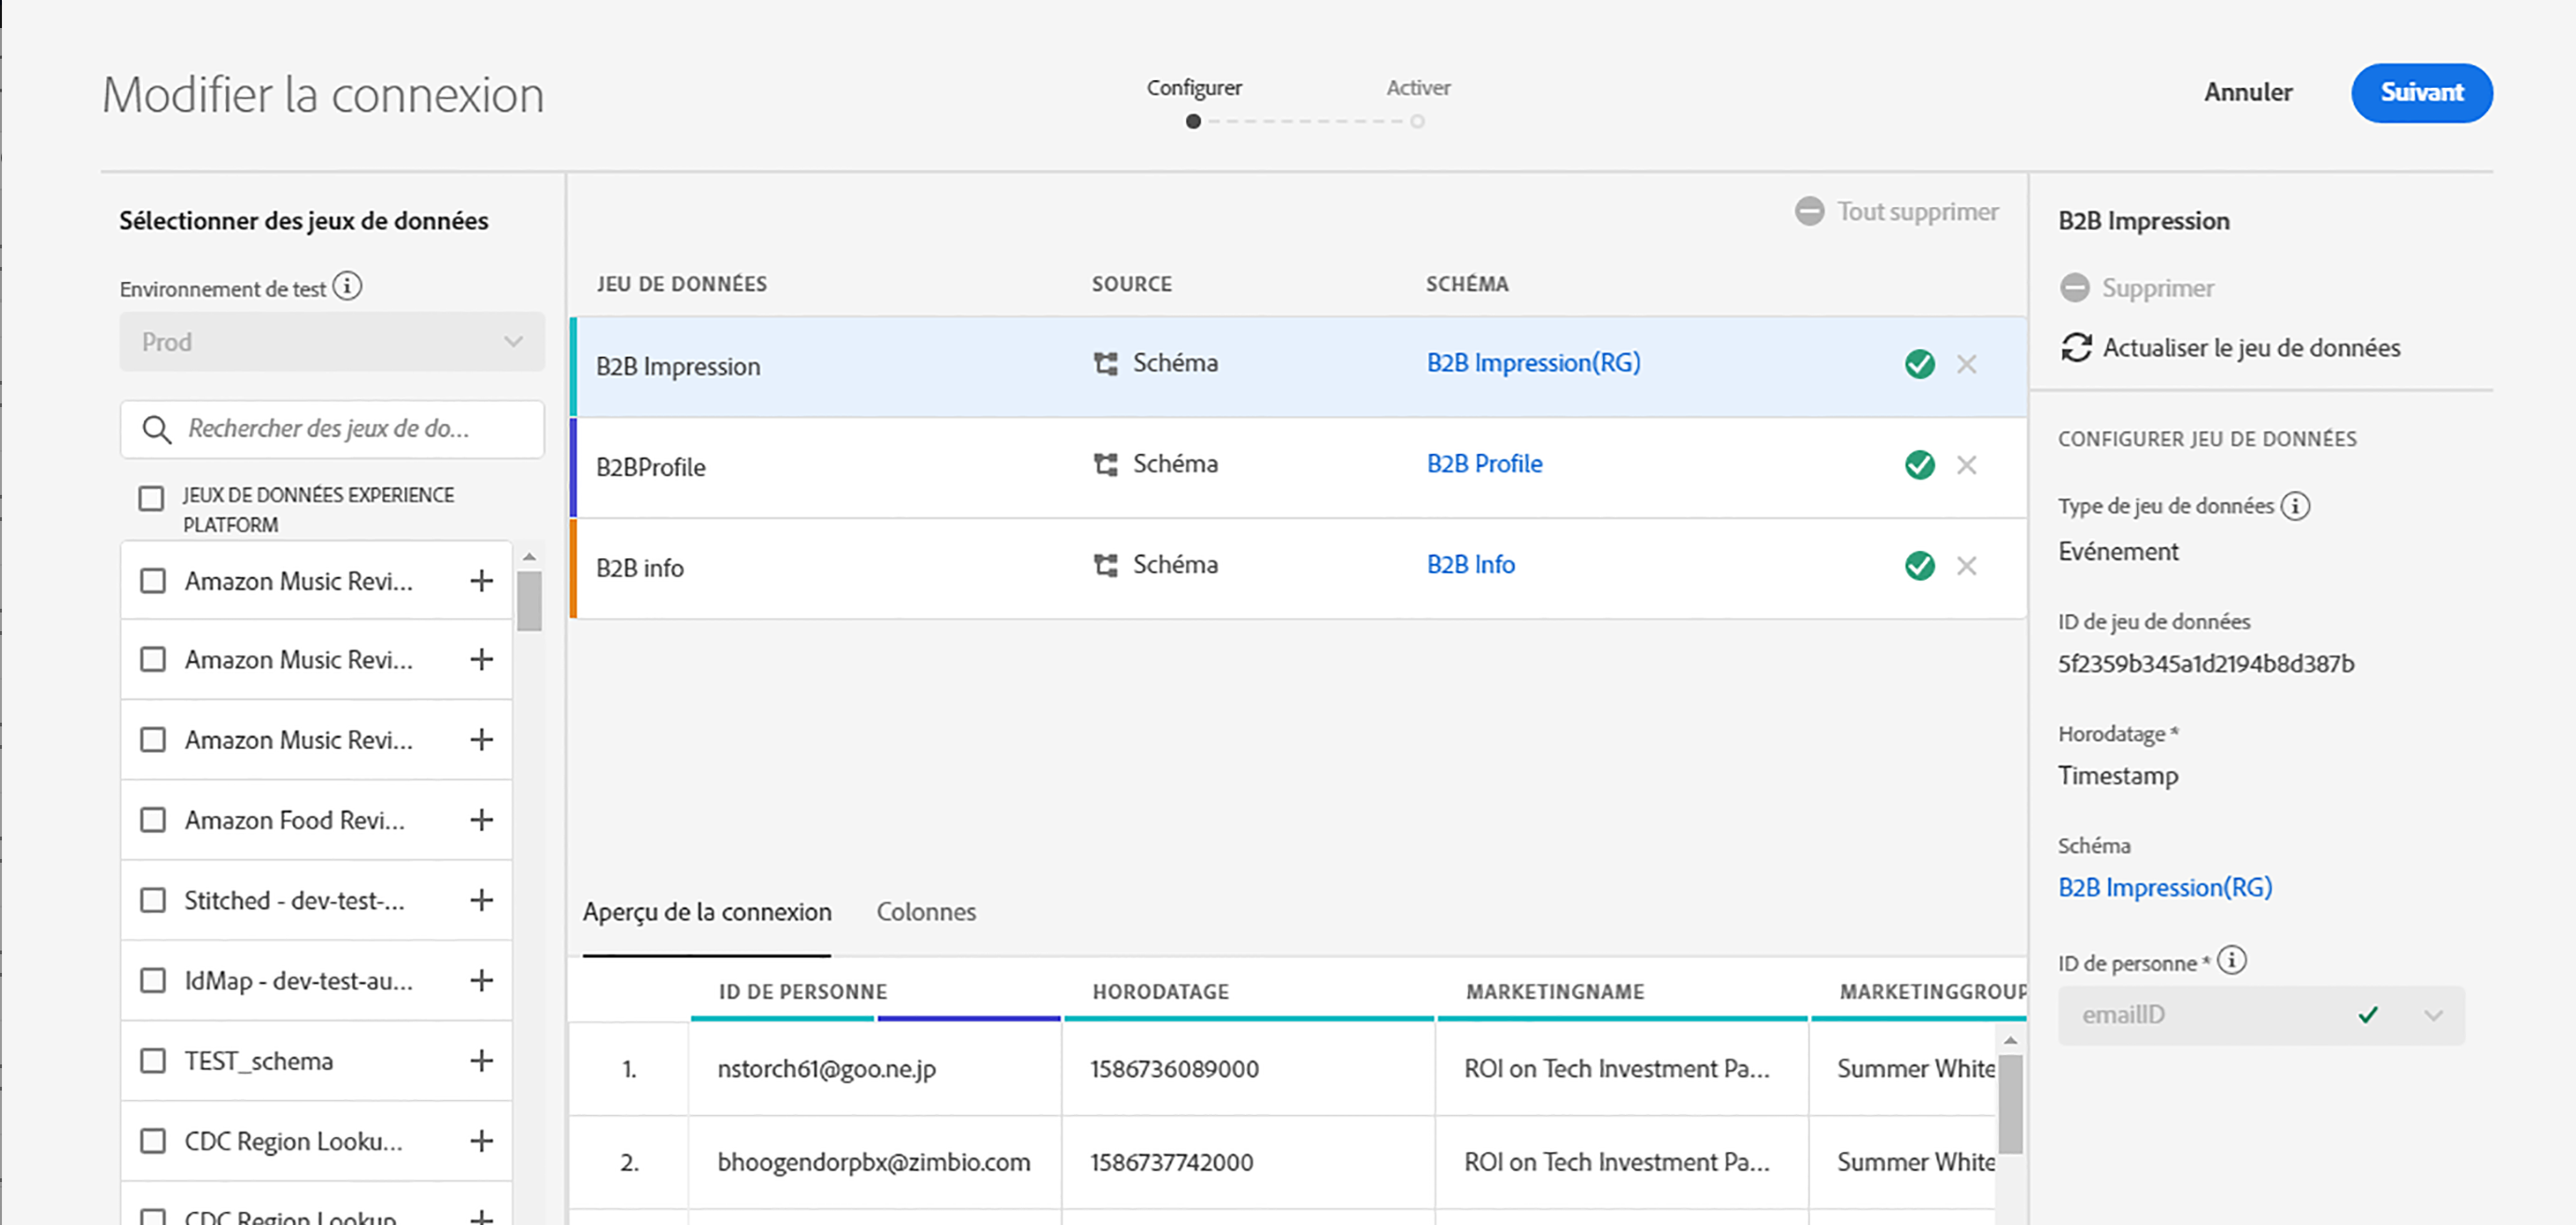 Modifier la connexion
Configurer
Activer
Annuler
Suivant
Sélectionner des jeux de données
Environnement de test
Prod
Rechercher des jeux de do...
JEUX DE DONNÉES EXPERIENCE
PLATFORM
Amazon Music Revi...
Amazon Music Revi...
Amazon Music Revi...
Amazon Food Revi...
Stitched - dev-test-...
IdMap - dev-test-au...
TEST_schema
CDC Region Looku...
CDC Region Lookup
Tout supprimer
JEU DE DONNÉES SOURCE SCHÉMA
B2B Impression Schéma B2B Impression(RG)
B2BProfile Schéma B2B Profile
B2B info Schéma B2B Info
Aperçu de la connexion Colonnes
ID DE PERSONNE HORODATAGE MARKETINGNAME MARKETINGGROUP
1. nstorch61@goo.ne.jp 1586736089000 ROI on Tech Investment Pa... Summer White
2. bhoogendorpbx@zimbio.com 1586737742000 ROI on Tech Investment Pa... Summer White
B2B Impression
Supprimer
Actualiser le jeu de données
CONFIGURER JEU DE DONNÉES
Type de jeu de données
Evénement
ID de jeu de données
5f2359b345a1d2194b8d387b
Horodatage *
Timestamp
Schéma
B2B Impression(RG)
ID de personne *
emailID